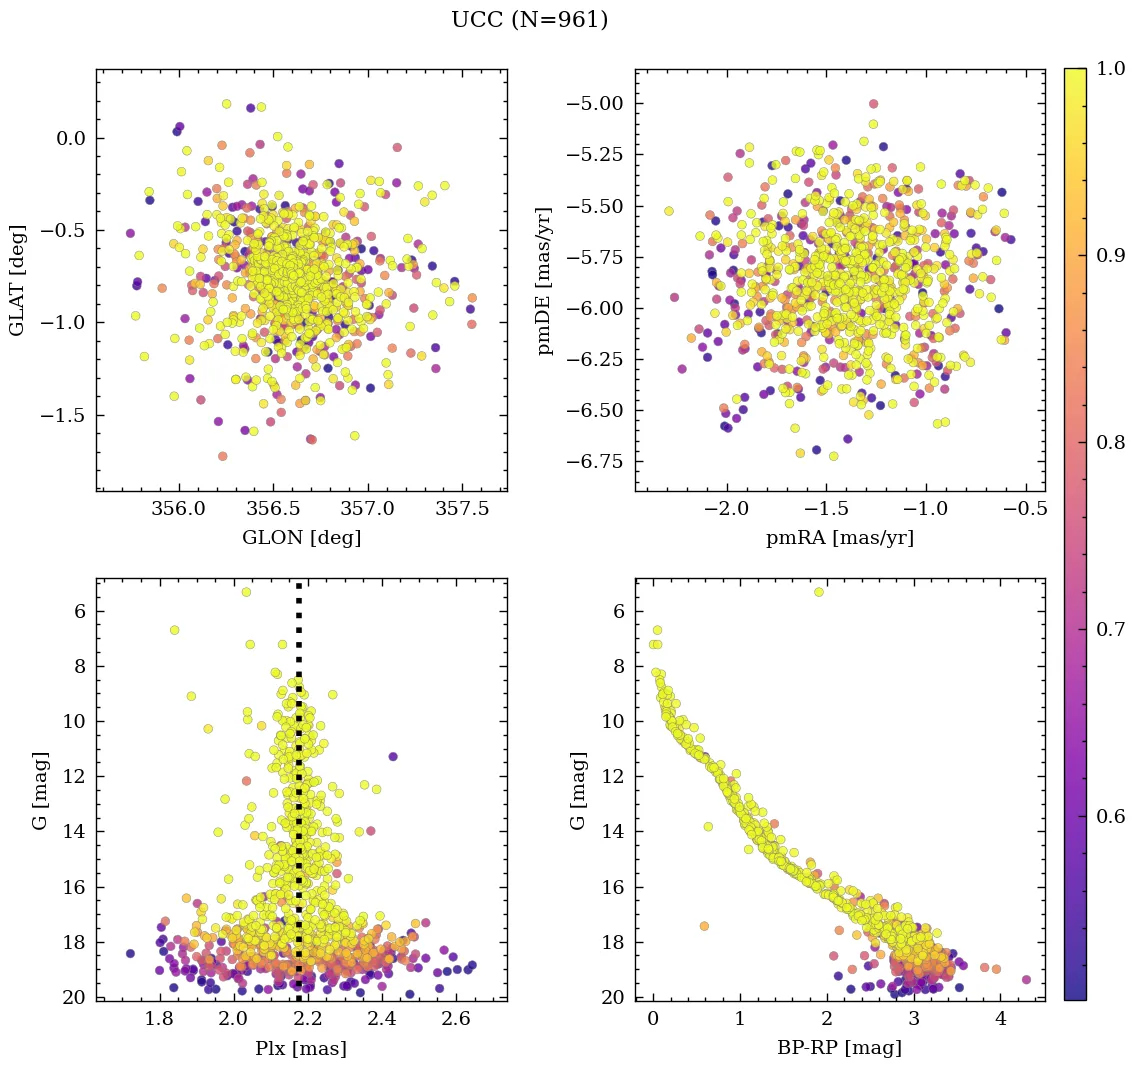 UCC (N=961)
0.0
−0.5
−1.0
−1.5
GLAT [deg]
356.0 356.5 357.0 357.5
GLON [deg]
−5.00
−5.25
−5.50
−5.75
−6.00
−6.25
−6.50
−6.75
pmDE [mas/yr]
−2.0 −1.5 −1.0 −0.5
pmRA [mas/yr]
1.0
0.9
0.8
0.7
0.6
6
8
10
12
14
16
18
20
G [mag]
1.8 2.0 2.2 2.4 2.6
Plx [mas]
6
8
10
12
14
16
18
20
G [mag]
0 1 2 3 4
BP-RP [mag]